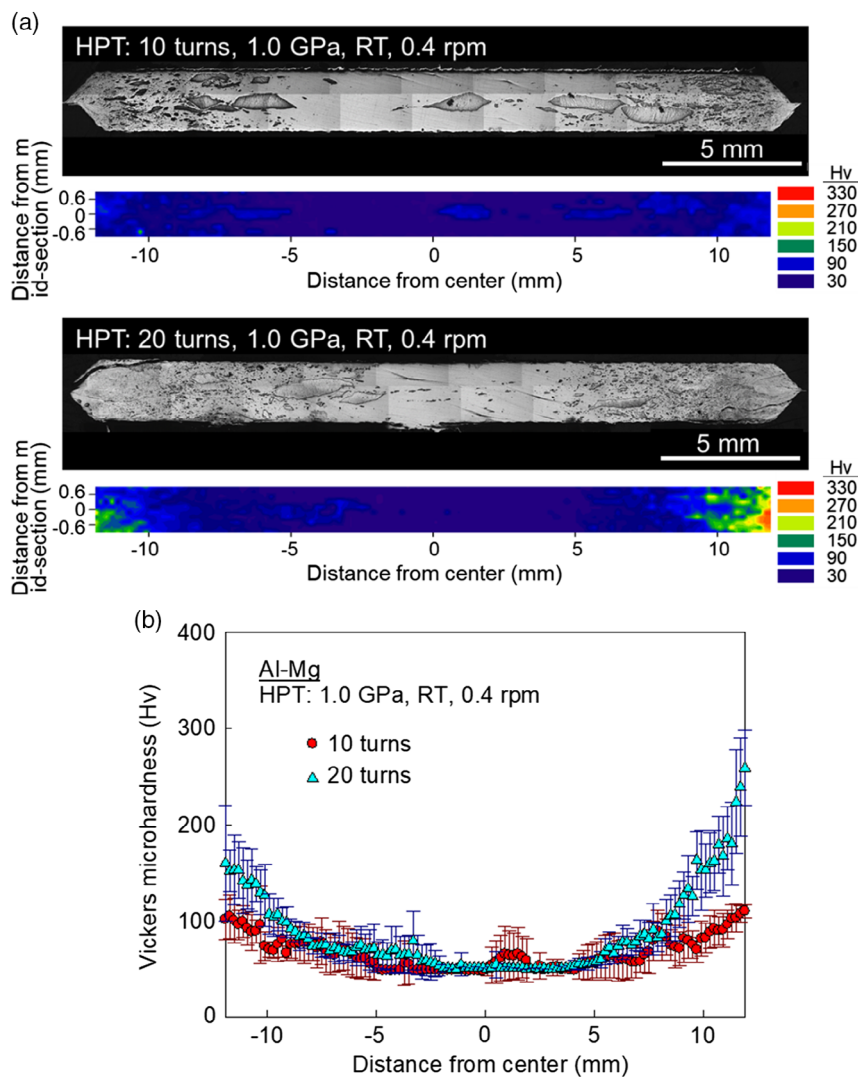 (a)
HPT: 10 turns, 1.0 GPa, RT, 0.4 rpm
5 mm
Distance from m
id-section (mm)
0.6
0
-0.6
-10 -5 0 5 10
Distance from center (mm)
Hv
330
270
210
150
90
30
HPT: 20 turns, 1.0 GPa, RT, 0.4 rpm
5 mm
Distance from m
id-section (mm)
0.6
0
-0.6
-10 -5 0 5 10
Distance from center (mm)
Hv
330
270
210
150
90
30
(b)
Vickers microhardness (Hv)
400
300
200
100
0
Al-Mg
HPT: 1.0 GPa, RT, 0.4 rpm
10 turns
20 turns
-10 -5 0 5 10
Distance from center (mm)